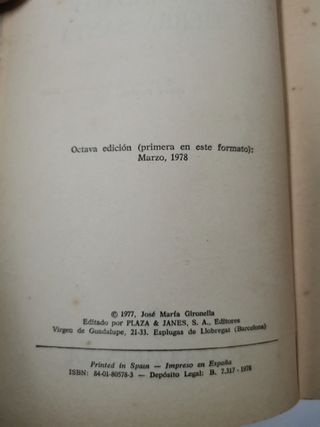 Octava edición (primera en este formato):
Marzo, 1978
© 1977, José María Gironella
Editado por PLAZA & JANES, S. A., Editores
Virgen de Guadalupe, 21-33. Esplugas de Llobregat (Barcelona)
Printed in Spain — Impreso en España
ISBN: 84-01-80578-3 — Depósito Legal: B. 7.317 - 1978